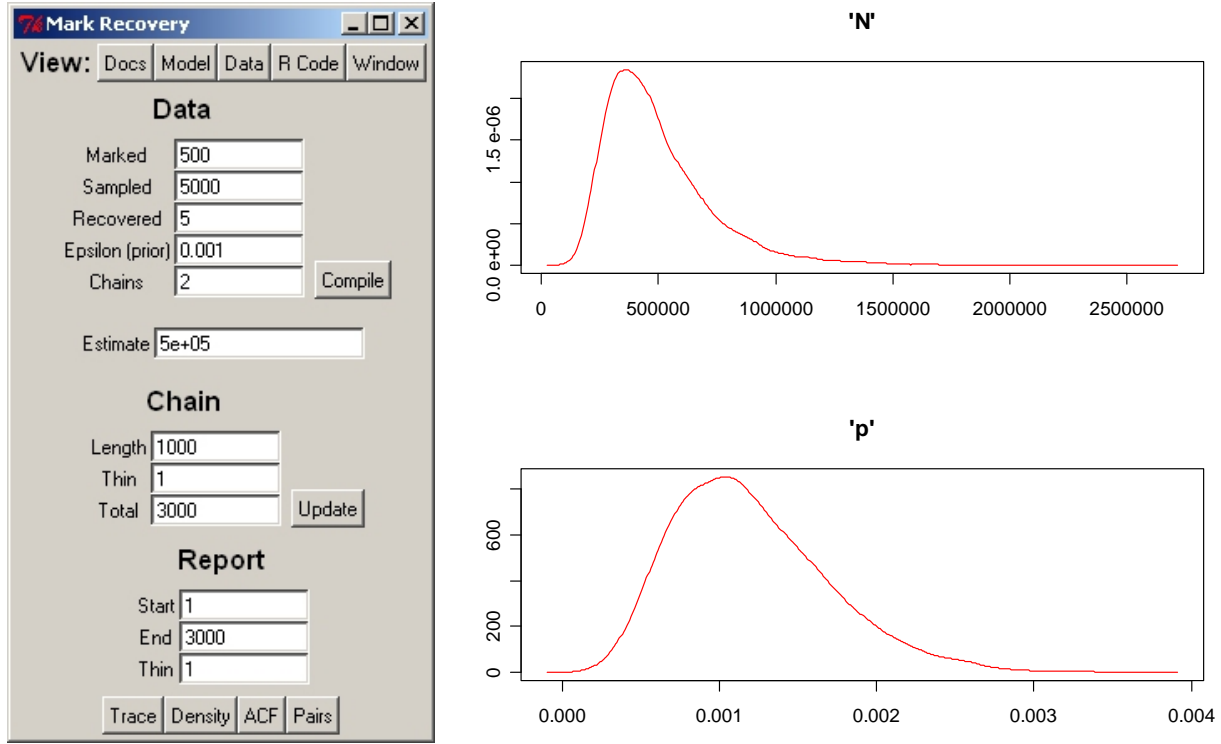 Mark Recovery
View: Docs Model Data R Code Window
Data
Marked 500
Sampled 5000
Recovered 5
Epsilon (prior) 0.001
Chains 2 Compile
Estimate 5e+05
Chain
Length 1000
Thin 1
Total 3000 Update
Report
Start 1
End 3000
Thin 1
Trace Density ACF Pairs
'N'
1.5 e-06
0.0 e+00
0 500000 1000000 1500000 2000000 2500000
'p'
600
200
0
0.000 0.001 0.002 0.003 0.004